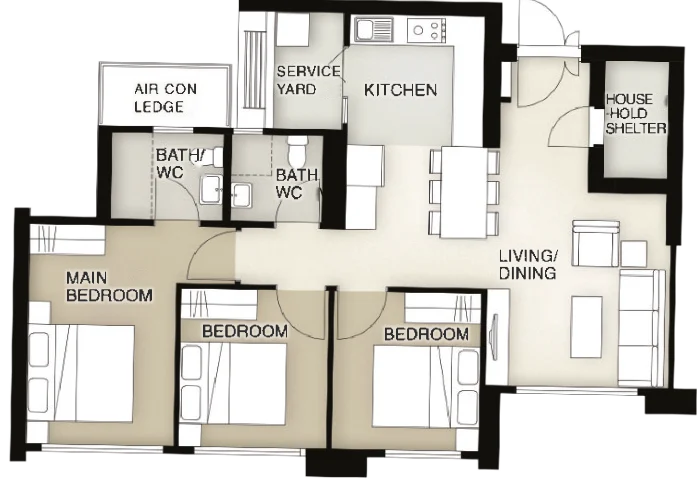 SERVICE
YARD
KITCHEN
AIR CON
LEDGE
HOUSE
-HOLD
SHELTER
BATH/
WC
BATH
WC
LIVING/
DINING
MAIN
BEDROOM
BEDROOM
BEDROOM